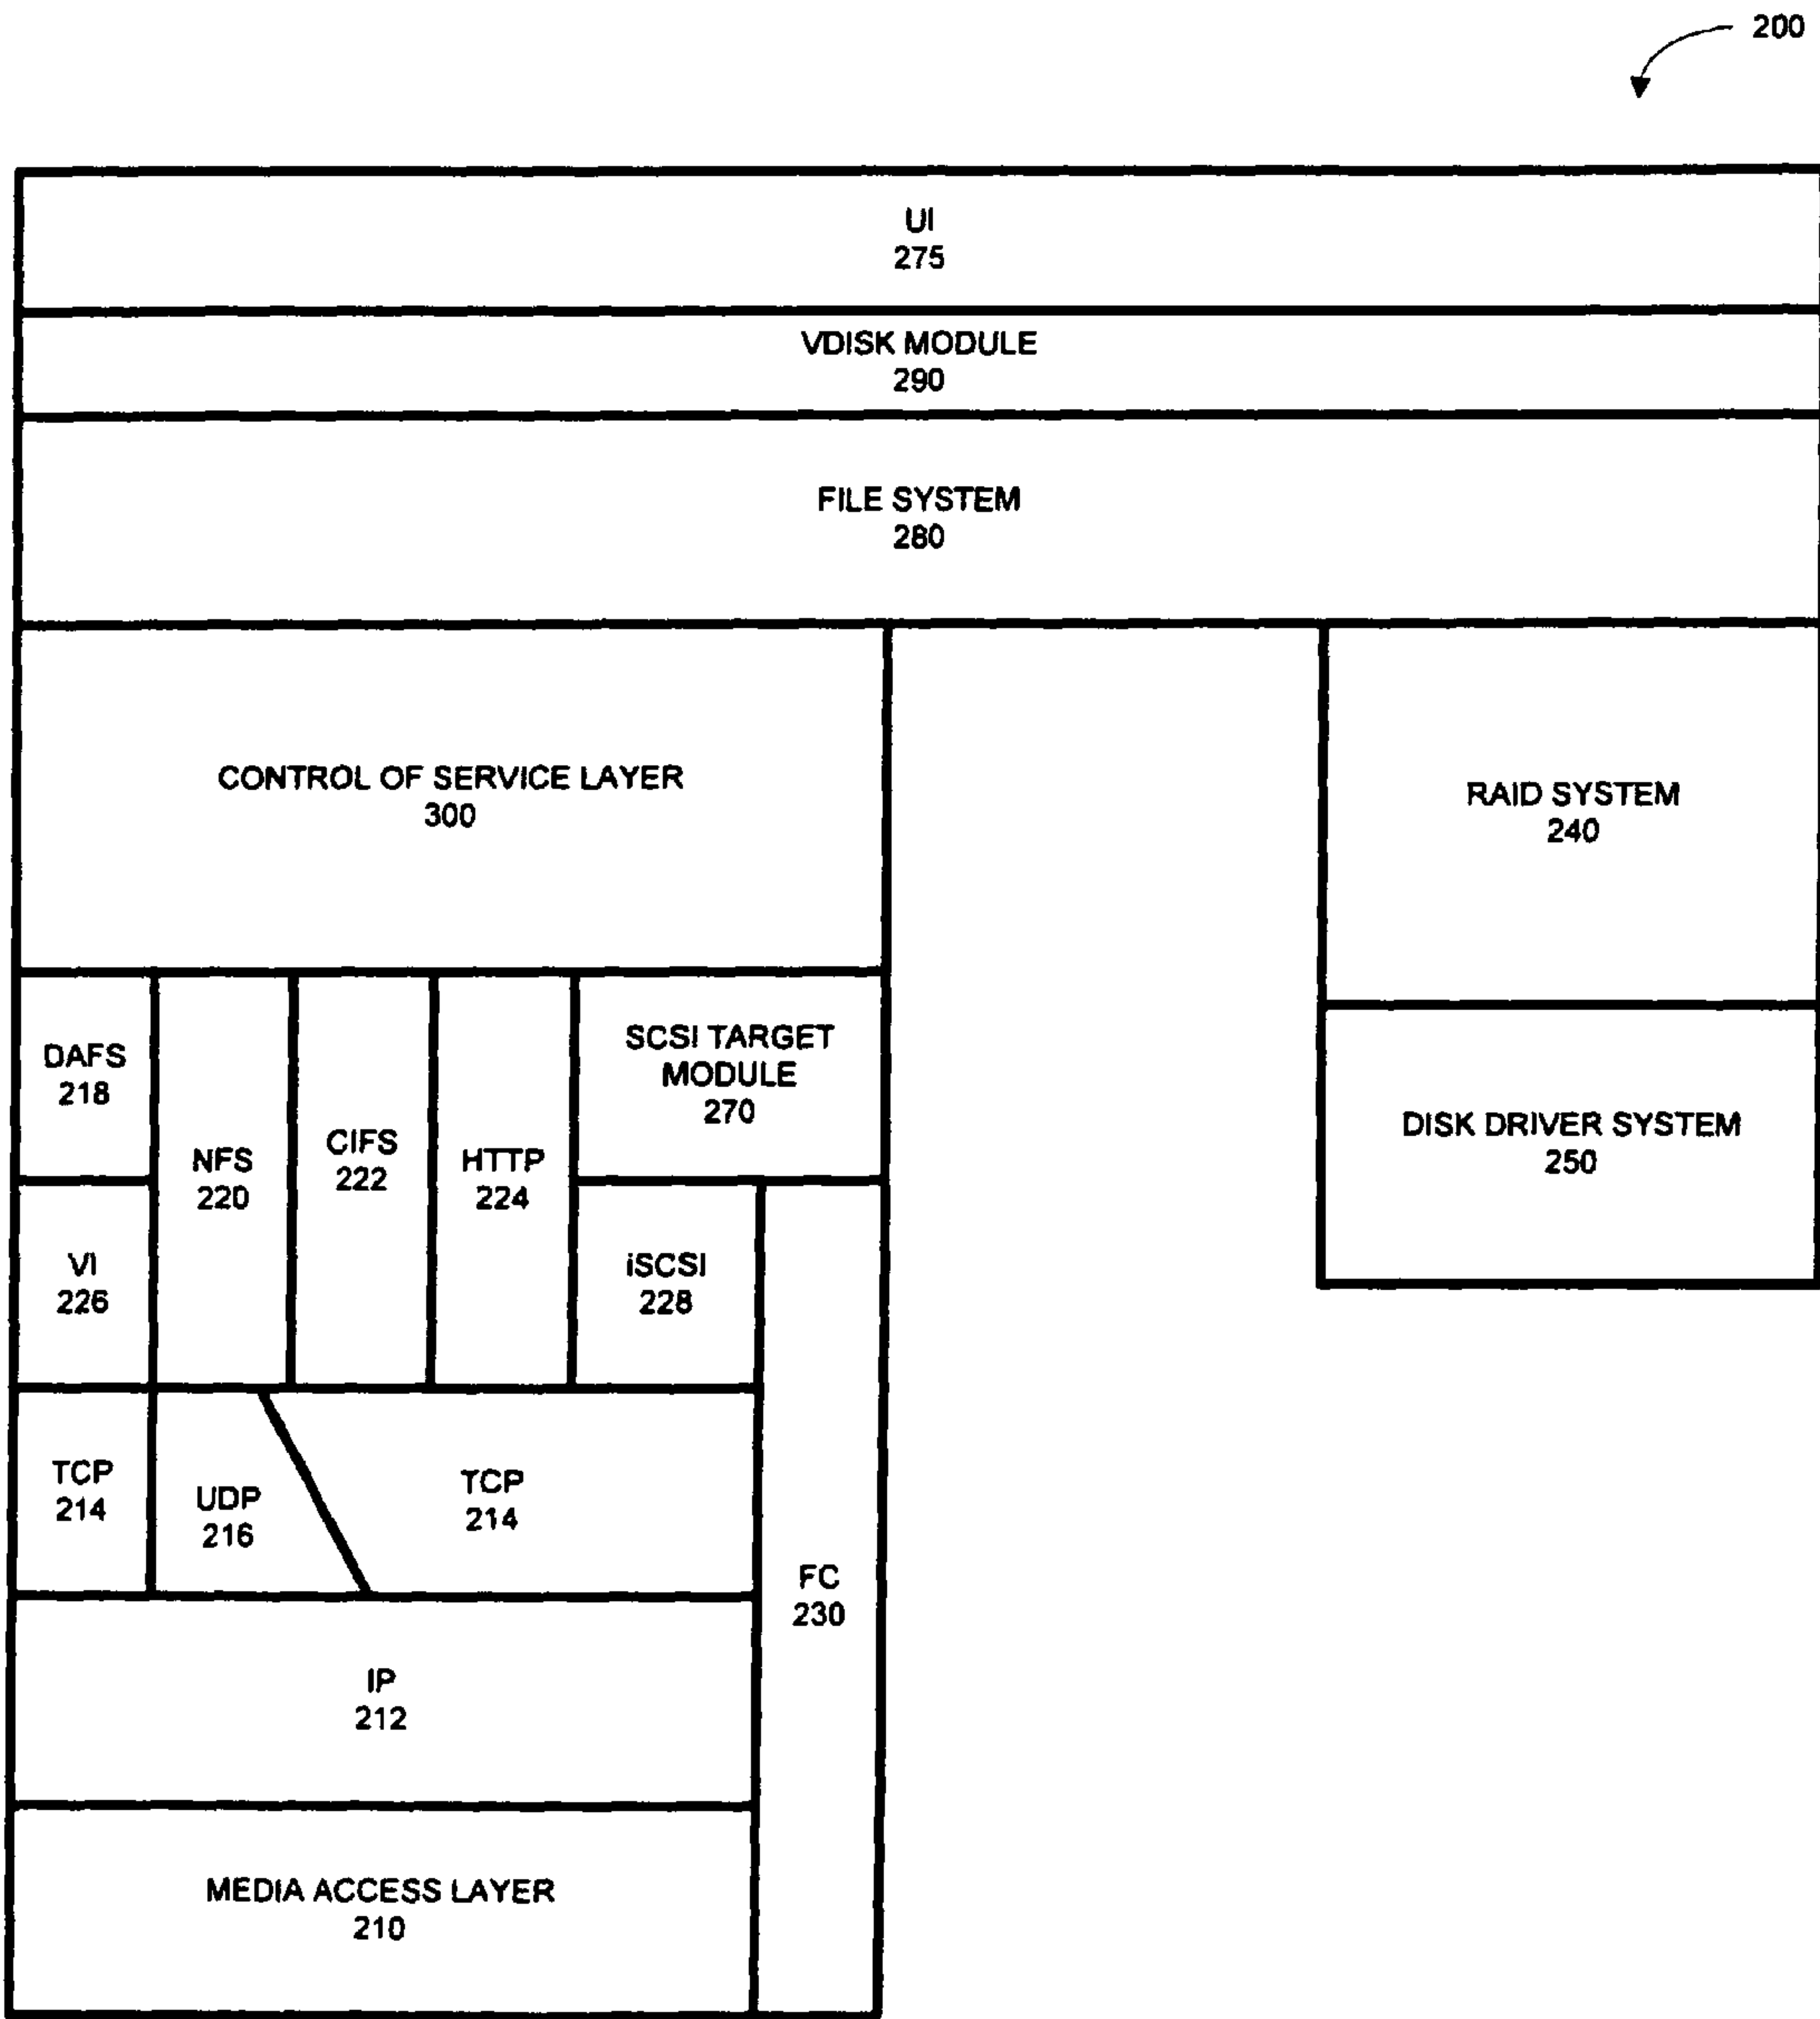 200
UI
275
VDISK MODULE
290
FILE SYSTEM
280
CONTROL OF SERVICE LAYER
300
RAID SYSTEM
240
DAFS
218
NFS
220
CIFS
222
HTTP
224
SCSI TARGET
MODULE
270
DISK DRIVER SYSTEM
250
VI
226
iSCSI
228
TCP
214
UDP
216
TCP
214
FC
230
IP
212
MEDIA ACCESS LAYER
210